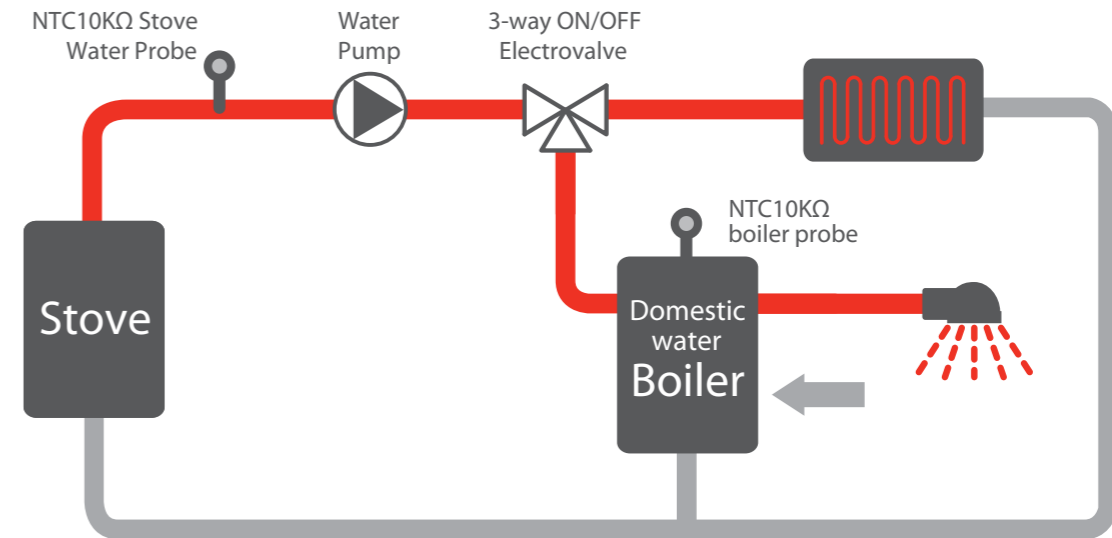 NTC10KΩ Stove
Water Probe
Water
Pump
3-way ON/OFF
Electrovalve
NTC10KΩ
boiler probe
Stove
Domestic
water
Boiler